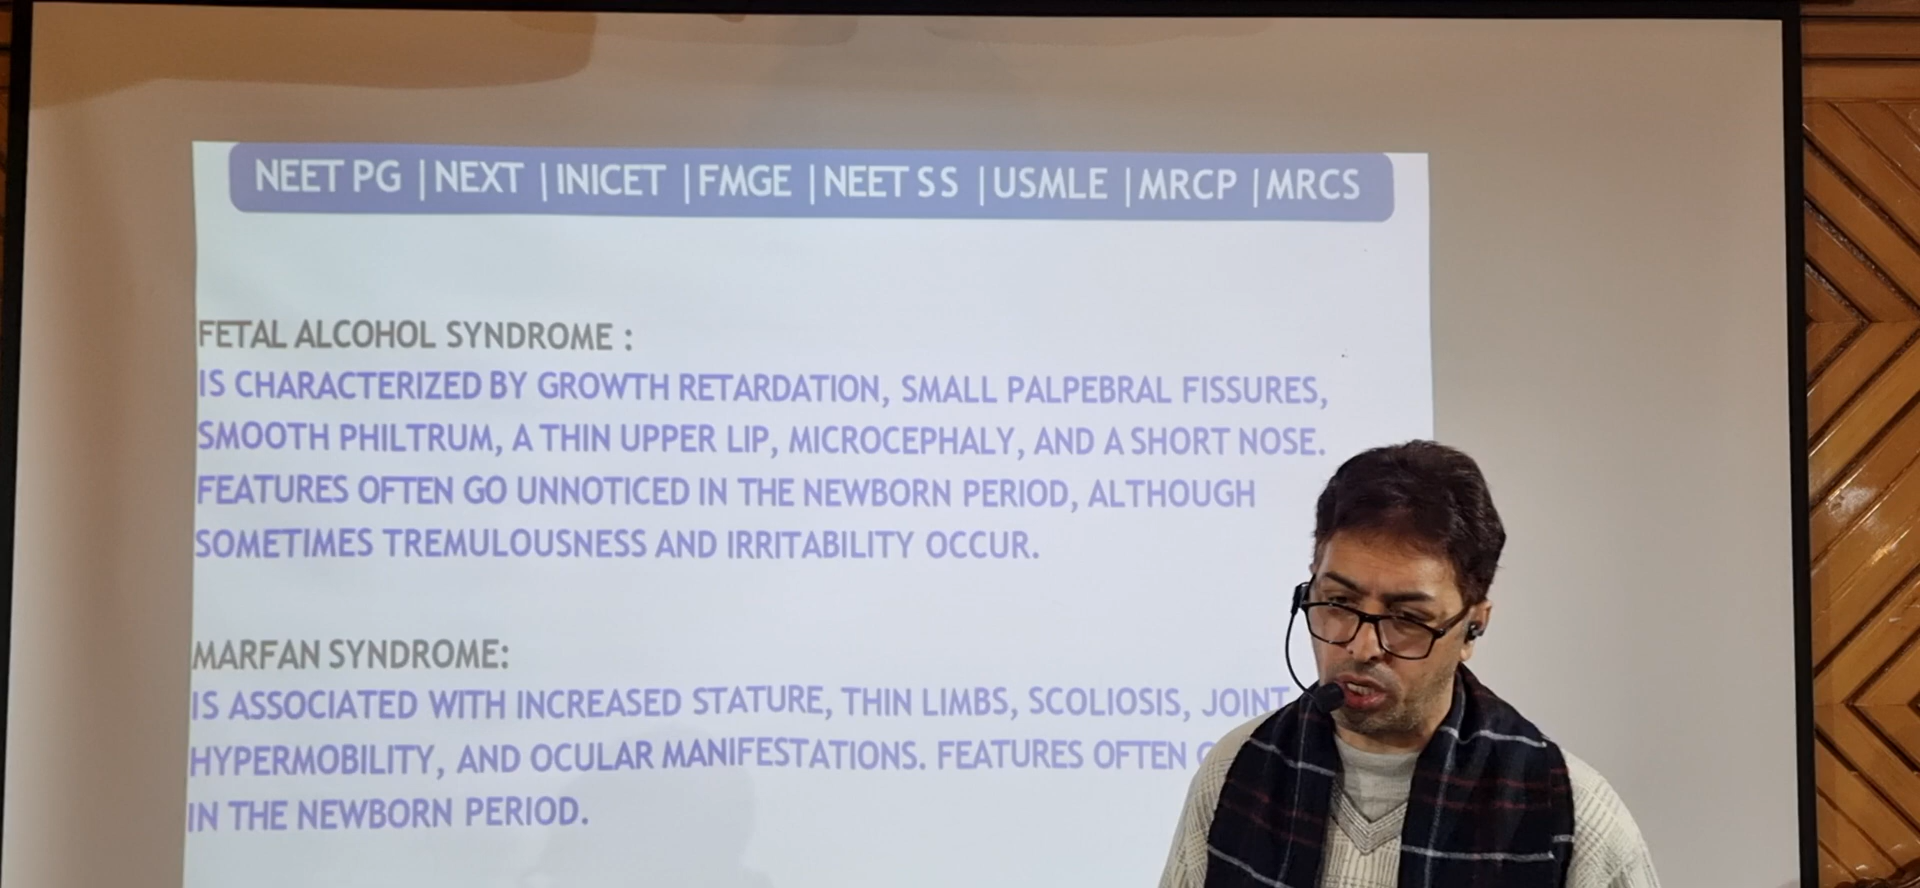 NEET PG |NEXT |INICET |FMGE |NEET SS |USMLE |MRCP |MRCS
FETAL ALCOHOL SYNDROME :
IS CHARACTERIZED BY GROWTH RETARDATION, SMALL PALPEBRAL FISSURES,
SMOOTH PHILTRUM, A THIN UPPER LIP, MICROCEPHALY, AND A SHORT NOSE.
FEATURES OFTEN GO UNNOTICED IN THE NEWBORN PERIOD, ALTHOUGH
SOMETIMES TREMULOUSNESS AND IRRITABILITY OCCUR.
MARFAN SYNDROME:
IS ASSOCIATED WITH INCREASED STATURE, THIN LIMBS, SCOLIOSIS, JOINT
HYPERMOBILITY, AND OCULAR MANIFESTATIONS. FEATURES OFTEN
IN THE NEWBORN PERIOD.